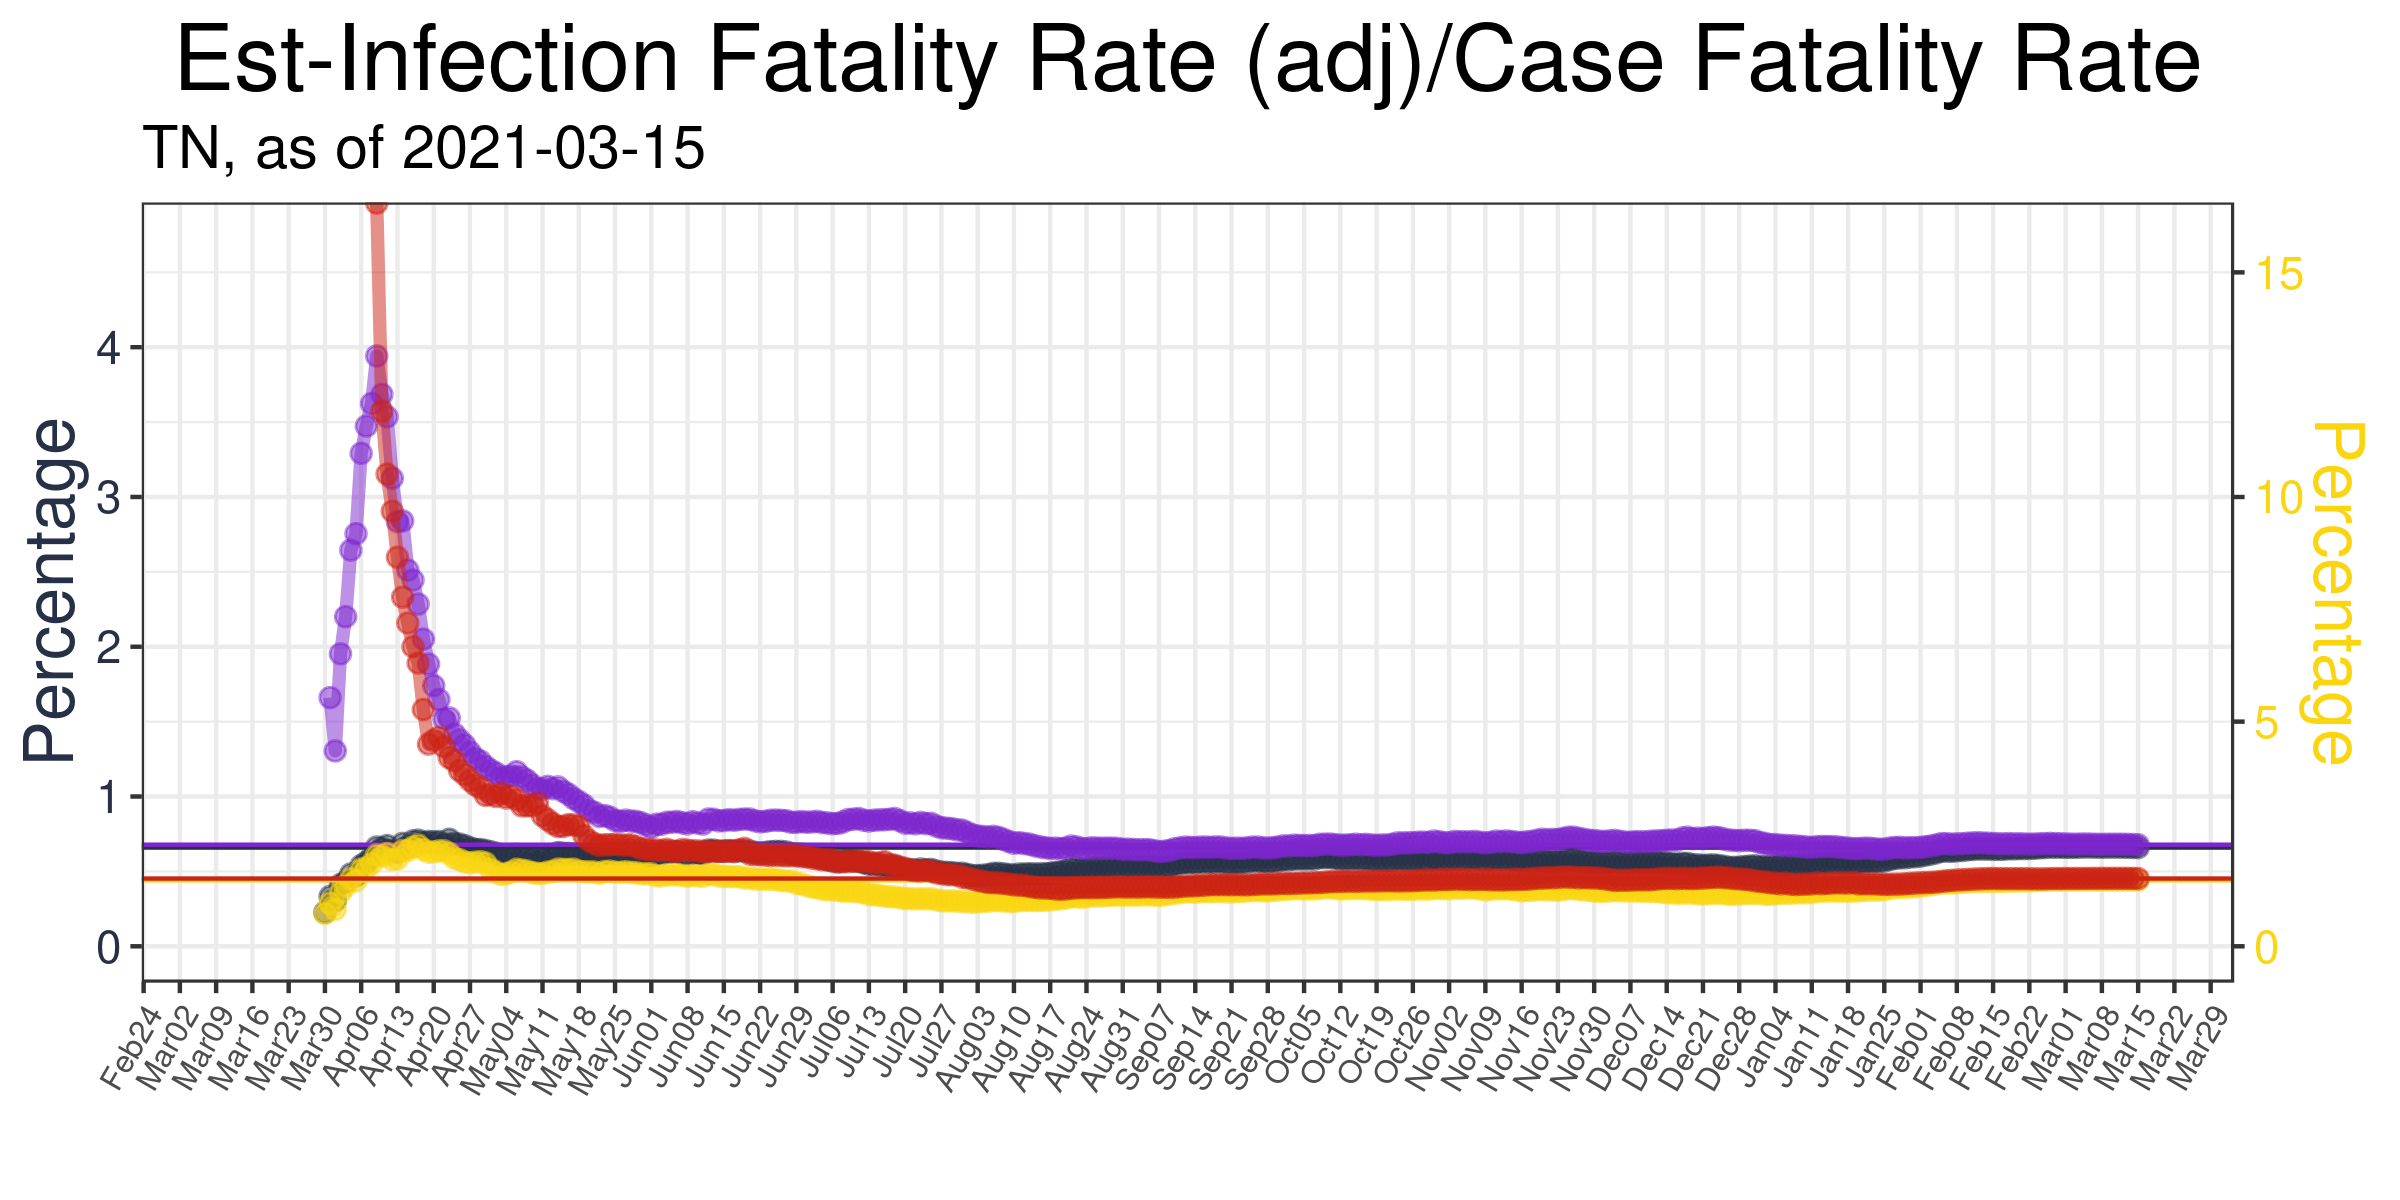 Est-Infection Fatality Rate (adj)/Case Fatality Rate
TN, as of 2021-03-15
Percentage
4
3
2
1
0
15
10
5
0
Percentage
Feb24
Mar02
Mar09
Mar16
Mar23
Mar30
Apr06
Apr13
Apr20
Apr27
May04
May11
May18
May25
Jun01
Jun08
Jun15
Jun22
Jun29
Jul06
Jul13
Jul20
Jul27
Aug03
Aug10
Aug17
Aug24
Aug31
Sep07
Sep14
Sep21
Sep28
Oct05
Oct12
Oct19
Oct26
Nov02
Nov09
Nov16
Nov23
Nov30
Dec07
Dec14
Dec21
Dec28
Jan04
Jan11
Jan18
Jan25
Feb01
Feb08
Feb15
Feb22
Mar01
Mar08
Mar15
Mar22
Mar29